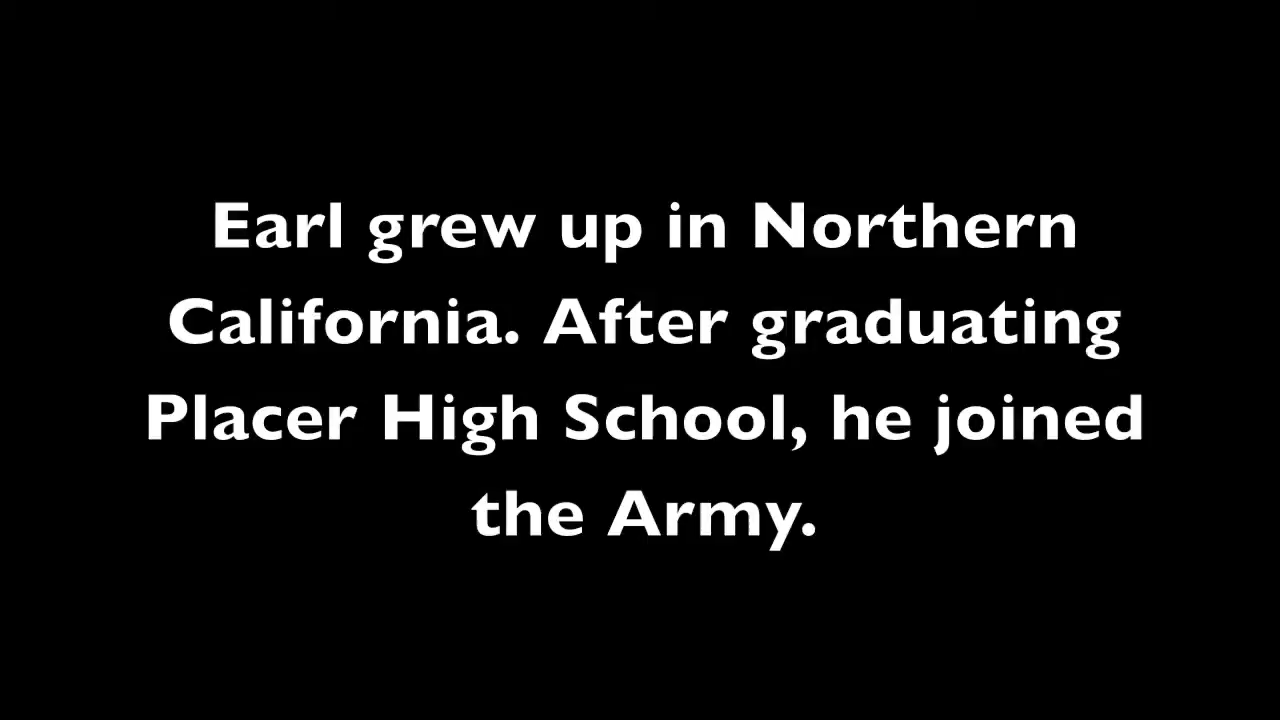 Earl grew up in Northern
California. After graduating
Placer High School, he joined
the Army.